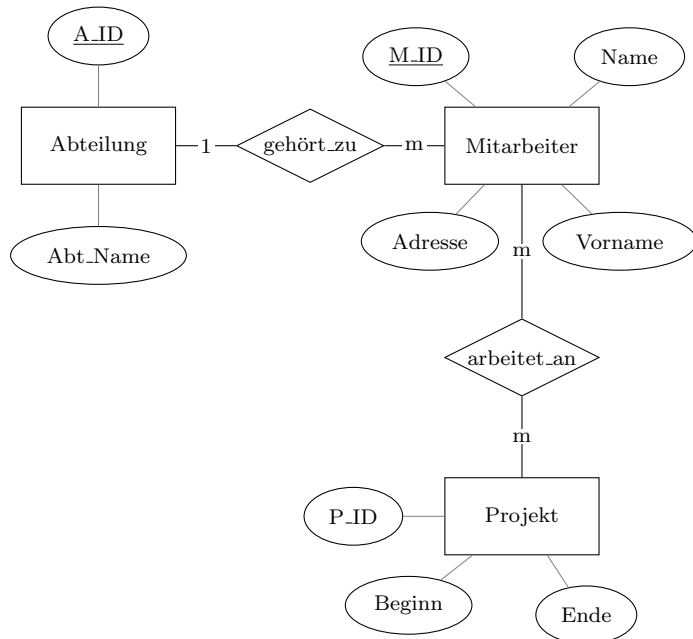 A_ID
M_ID
Name
Abteilung
1
gehört_zu
m
Mitarbeiter
Abt_Name
Adresse
m
Vorname
arbeitet_an
m
P_ID
Projekt
Beginn
Ende